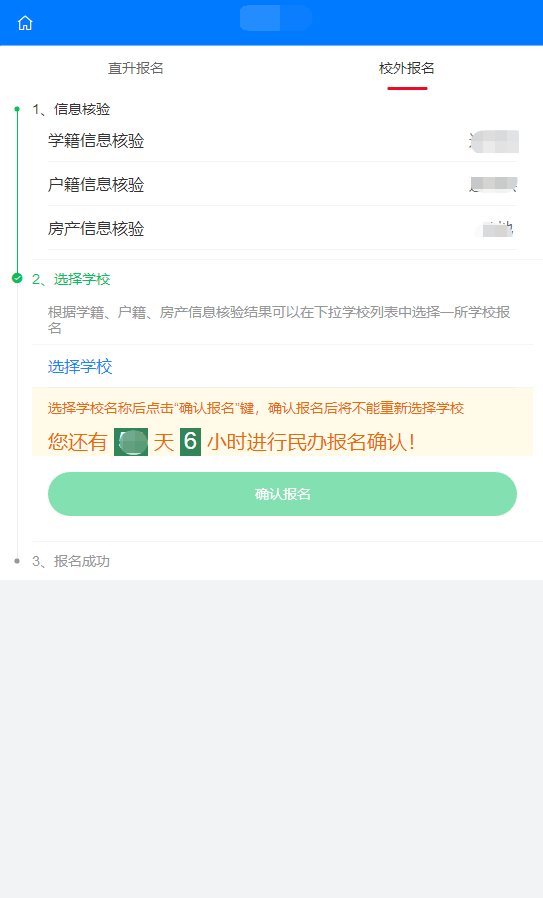 直升报名
校外报名
1、信息核验
学籍信息核验
户籍信息核验
房产信息核验
2、选择学校
根据学籍、户籍、房产信息核验结果可以在下拉学校列表中选择一所学校报
名
选择学校
选择学校名称后点击“确认报名”键，确认报名后将不能重新选择学校
您还有 天 6 小时进行民办报名确认！
确认报名
3、报名成功